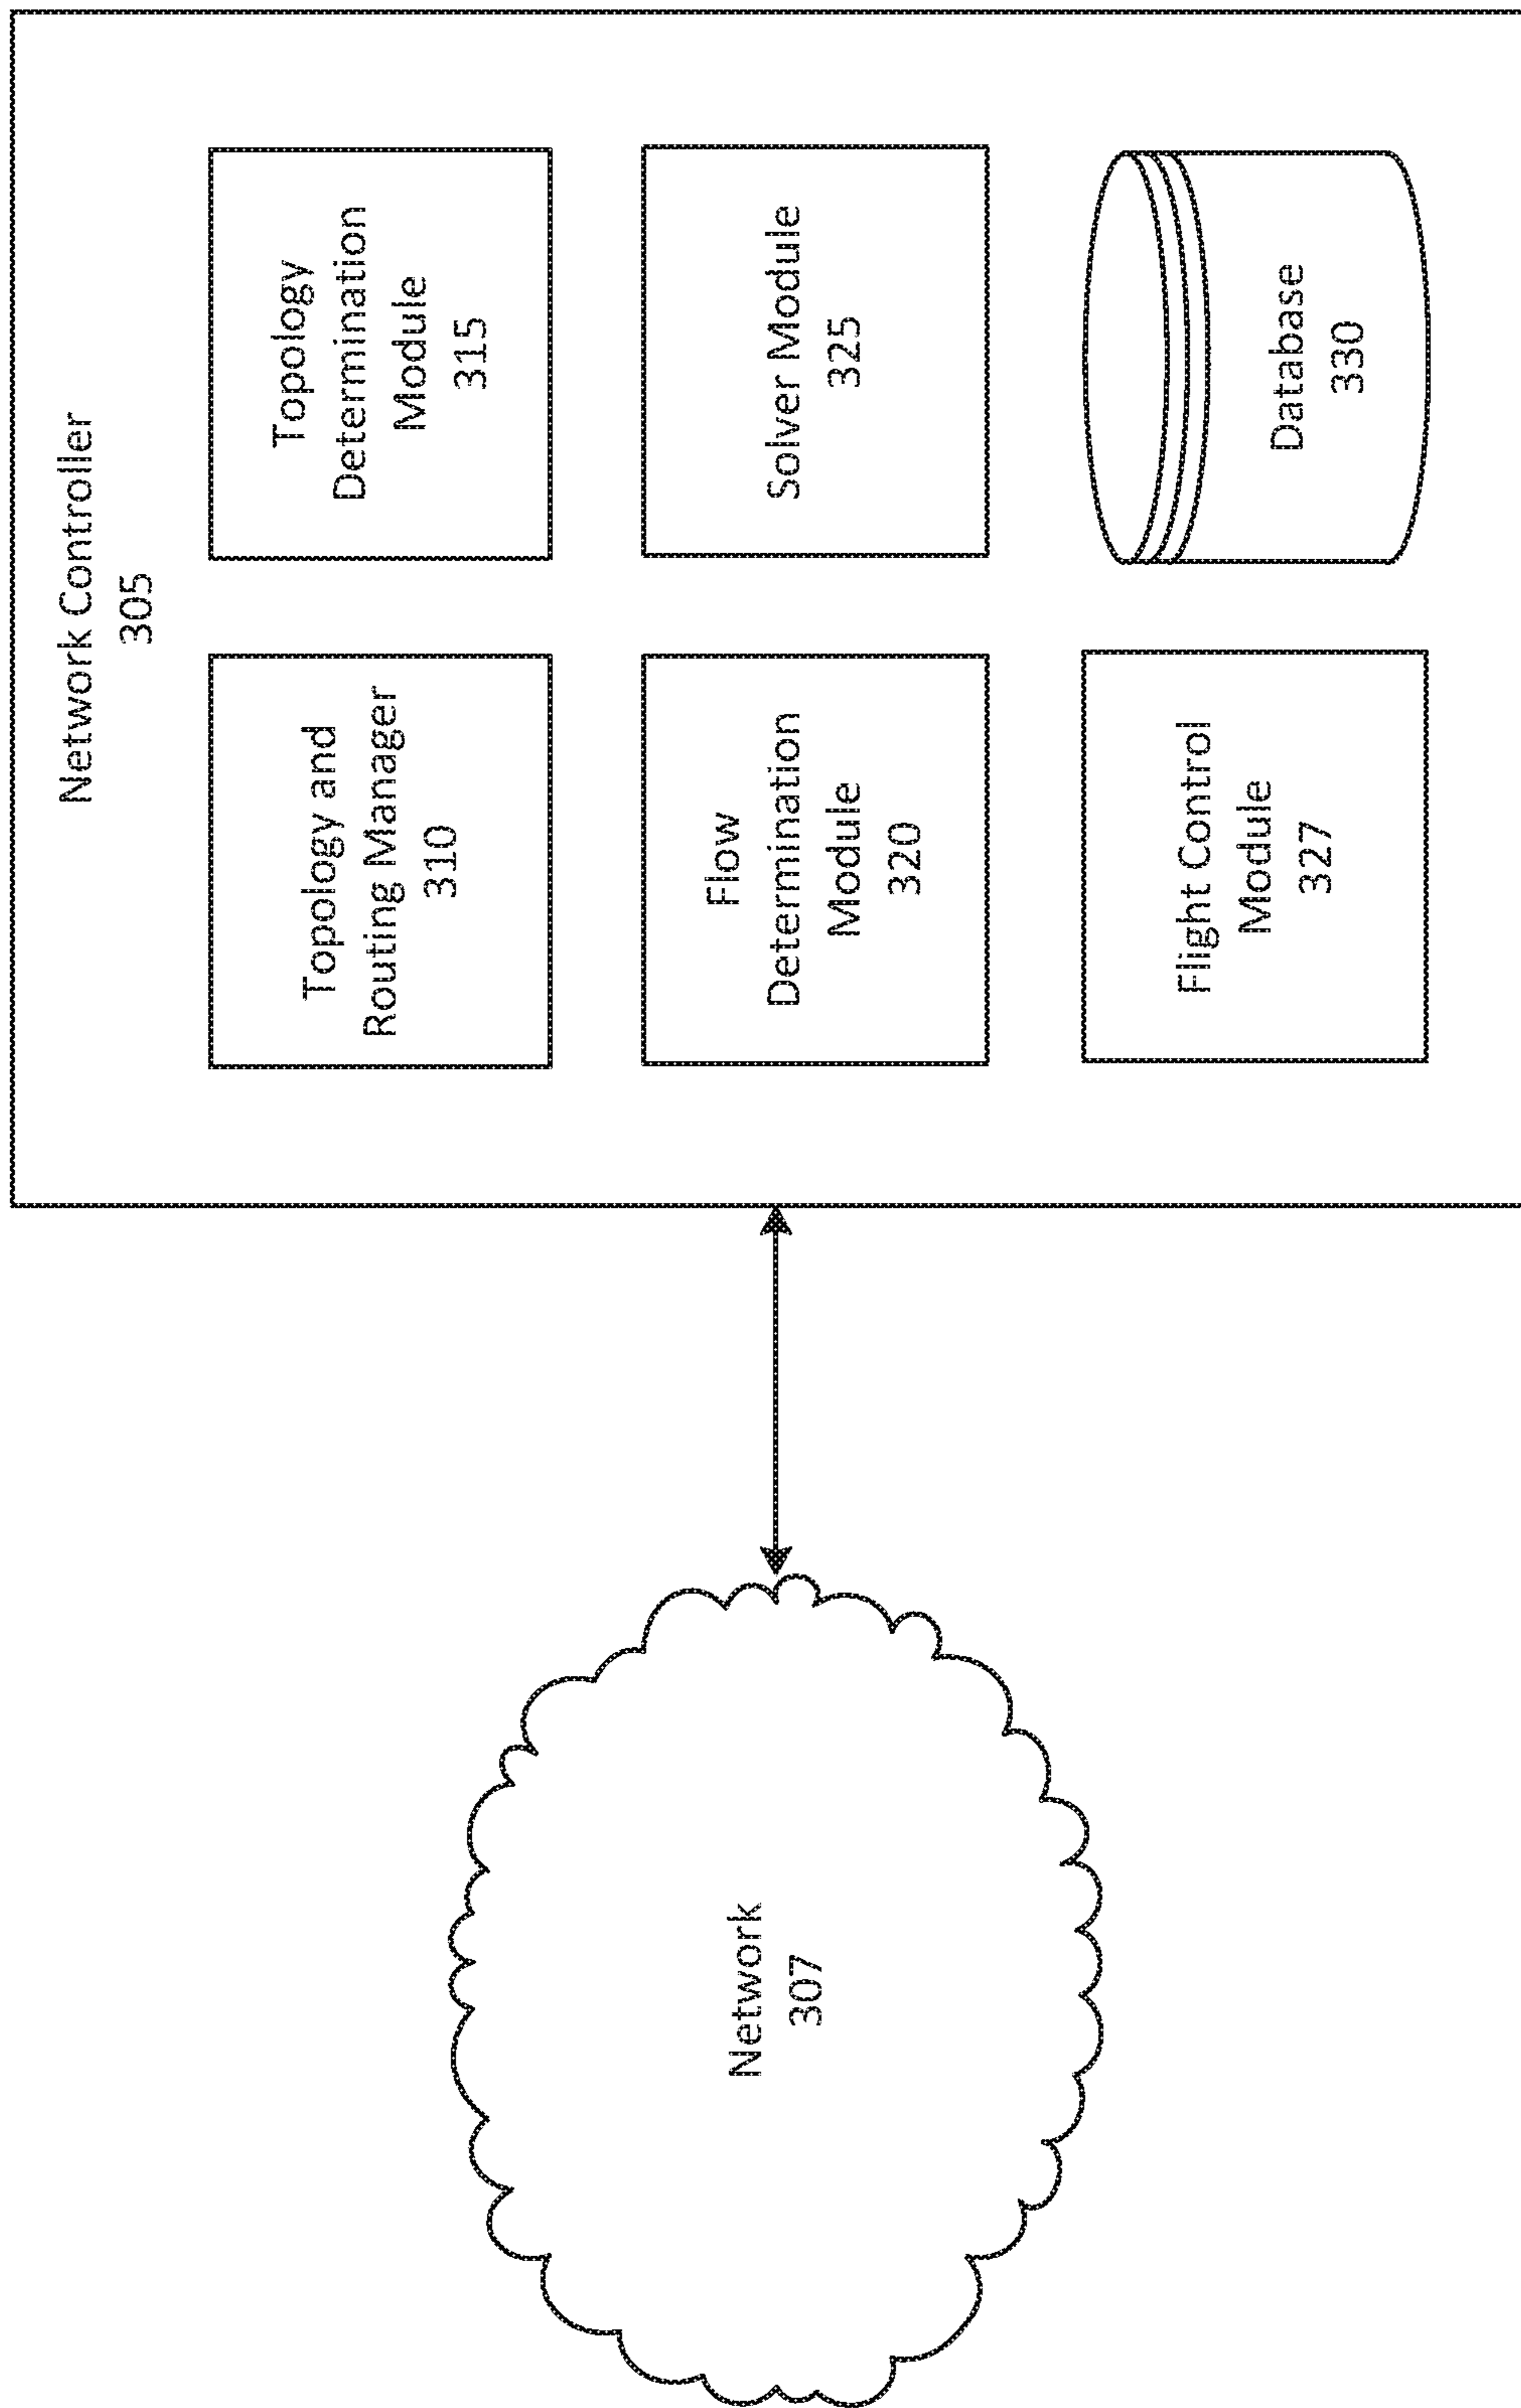 Network Controller
305
Topology and
Routing Manager
310
Topology
Determination
Module
315
Flow
Determination
Module
320
Solver Module
325
Flight Control
Module
327
Database
330
Network
307